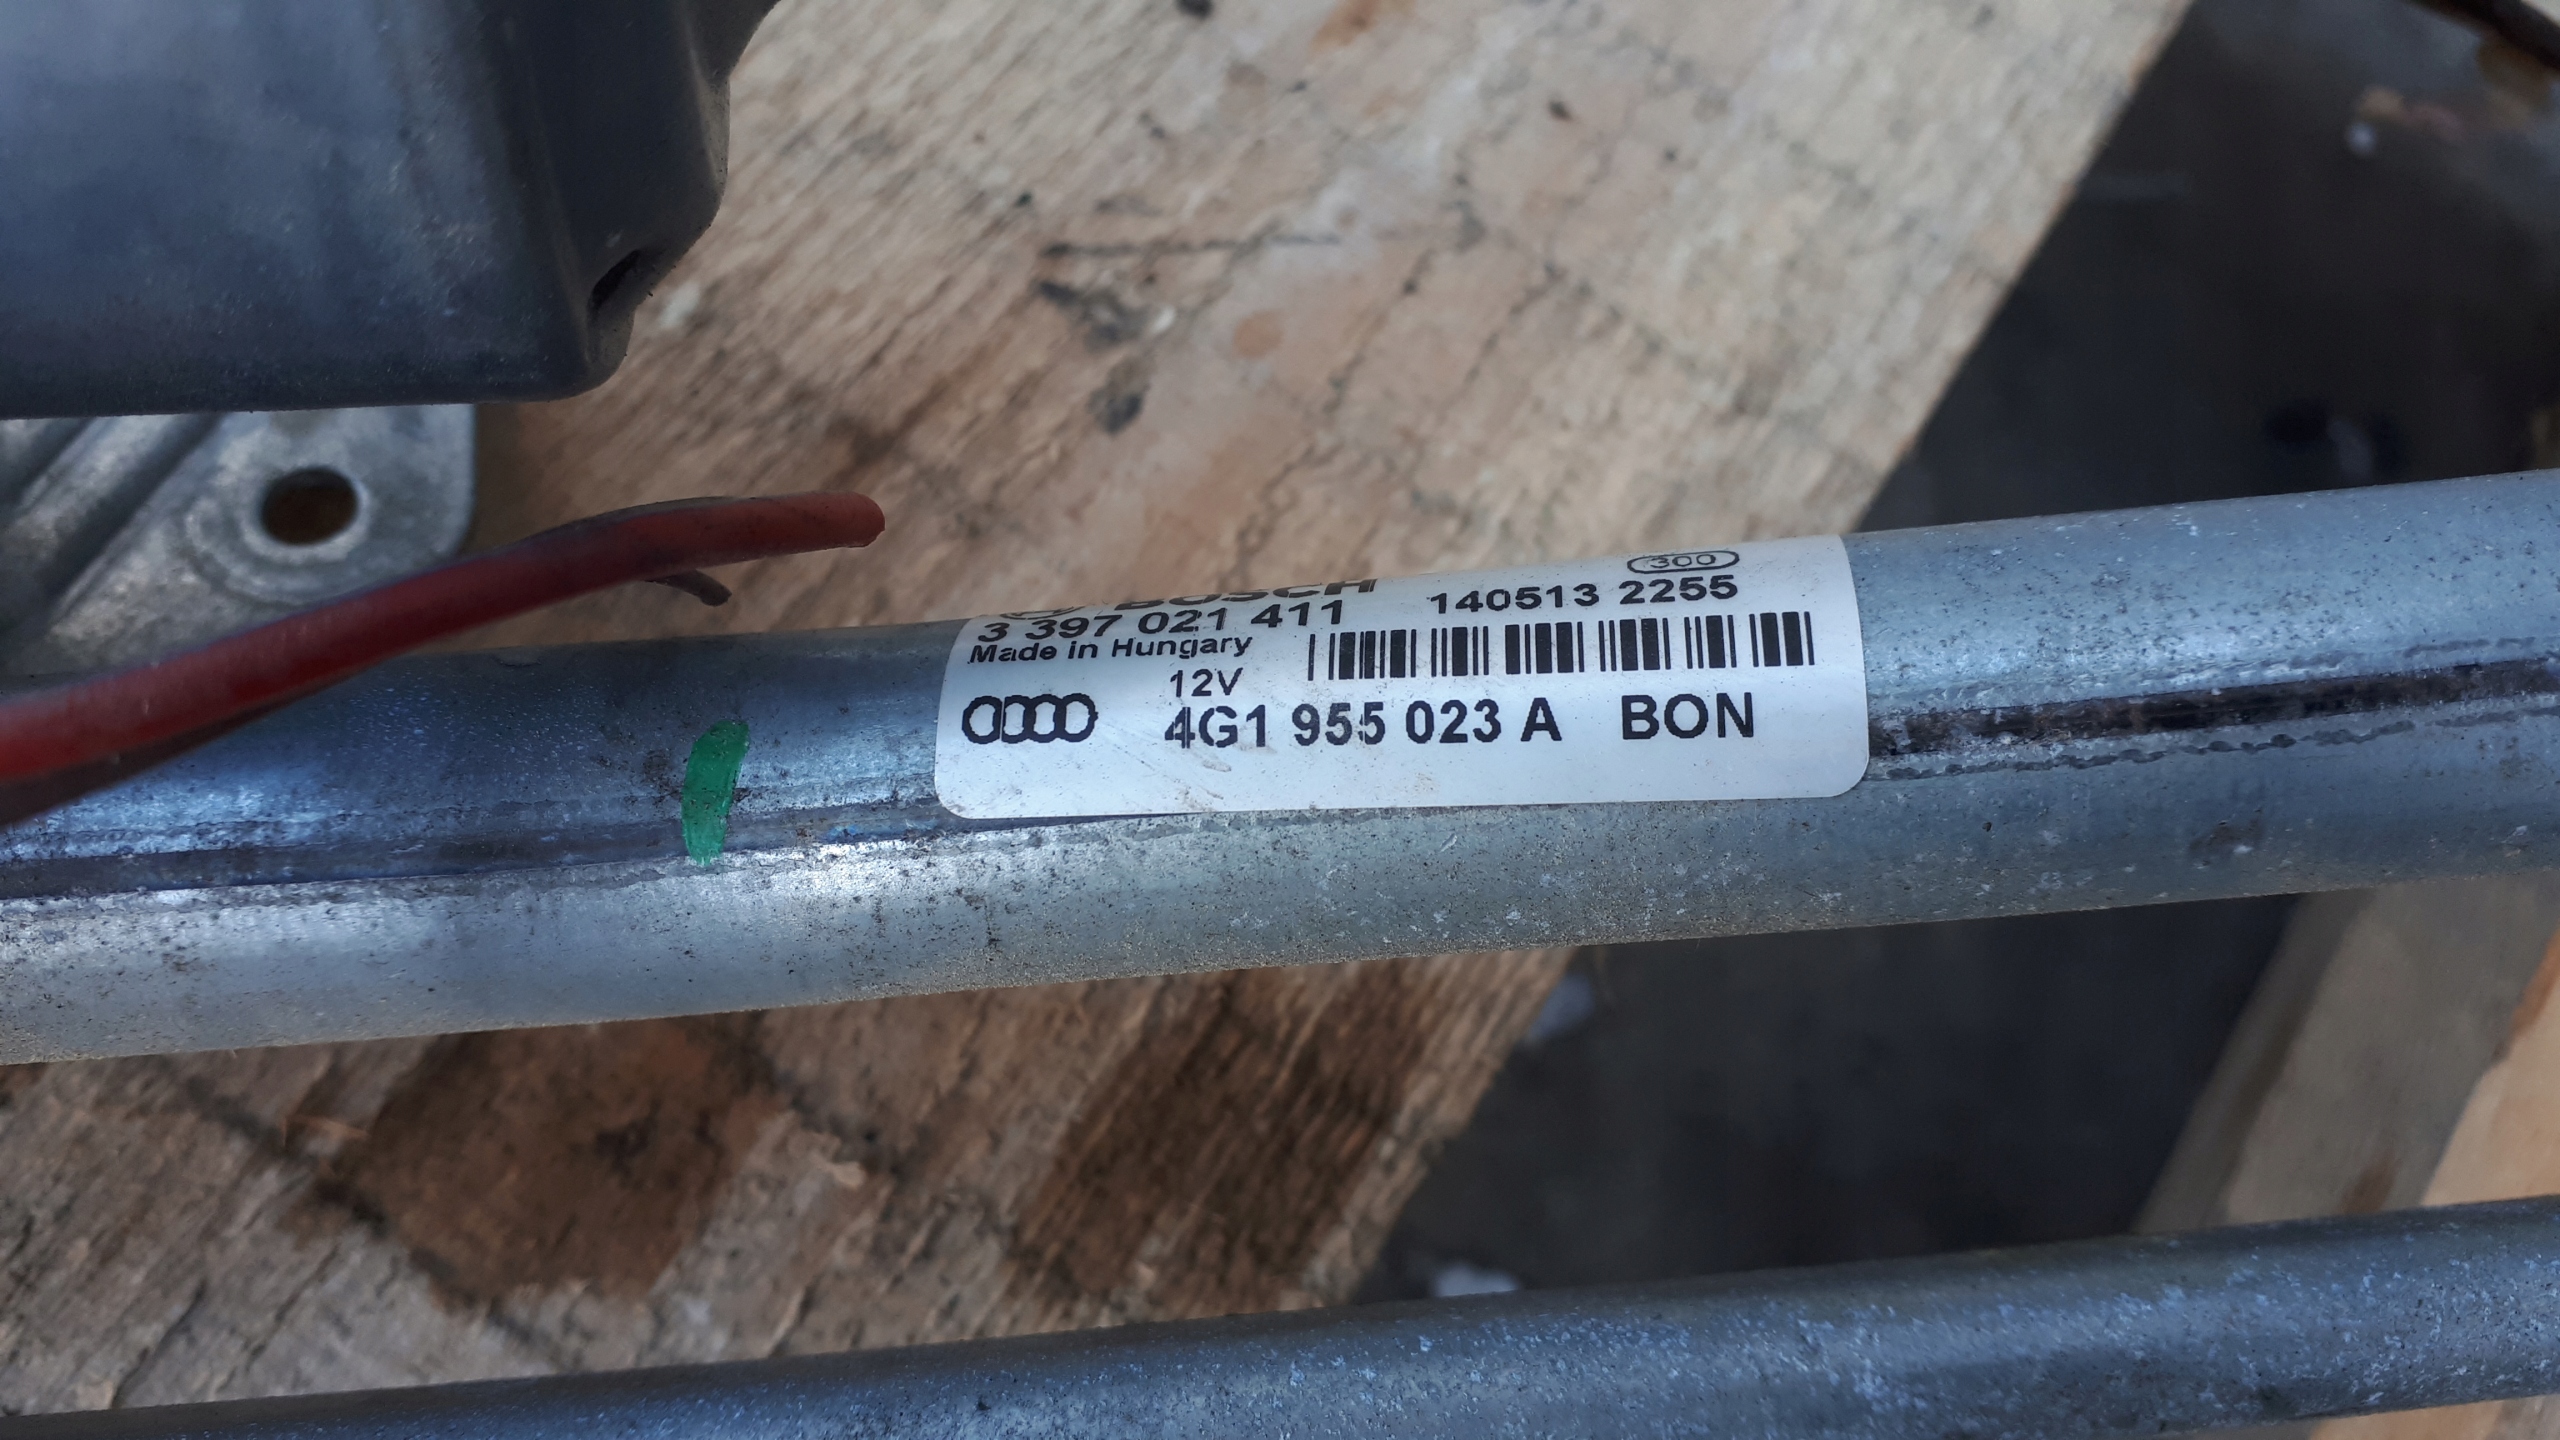 300
BOSCH
3 397 021 411 140513 2255
Made in Hungary
12V
4G1 955 023 A BON